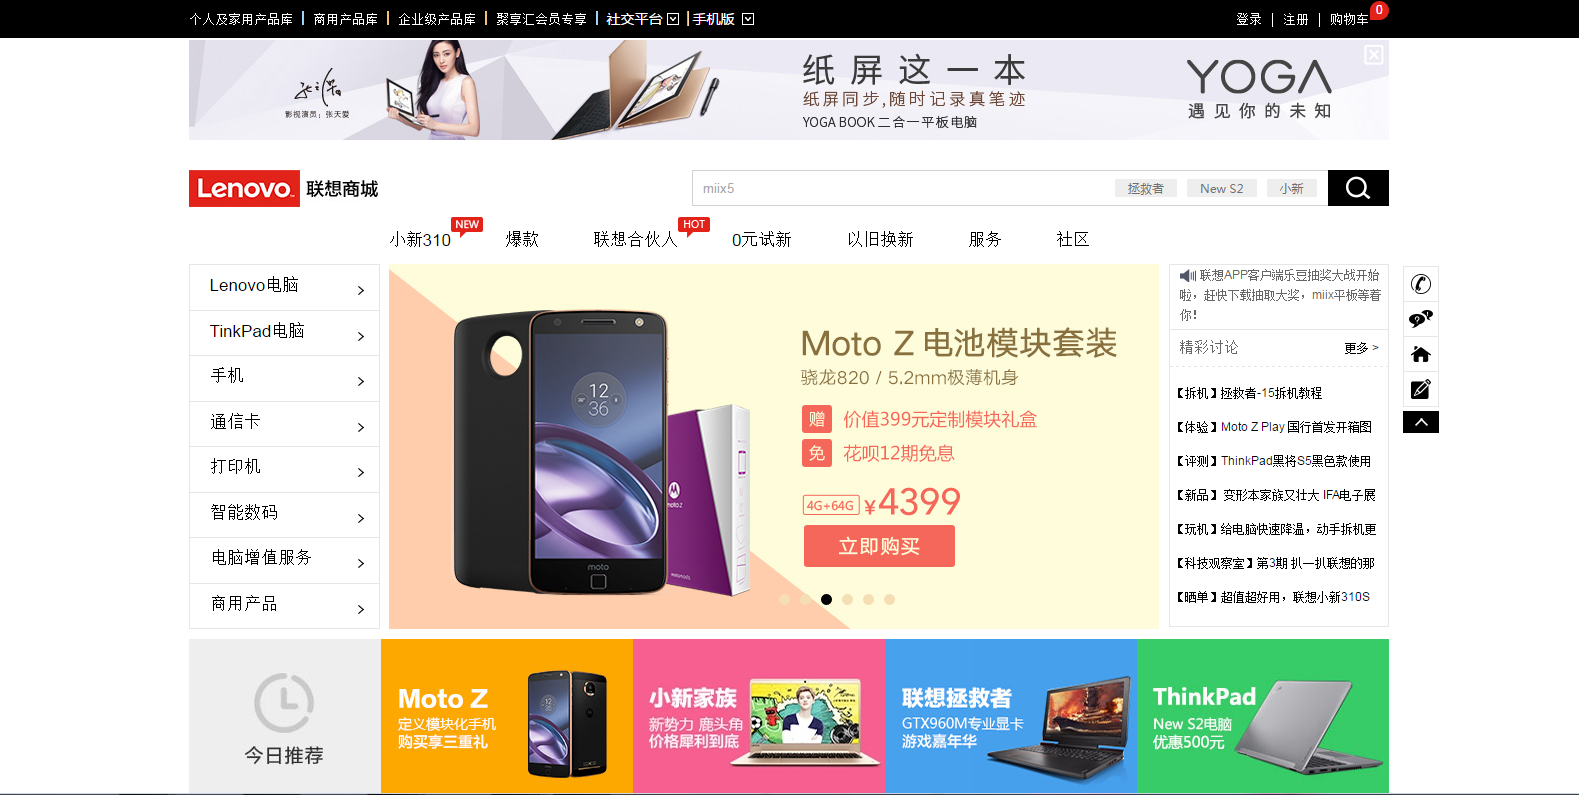 个人及家用产品库 | 商用产品库 | 企业级产品库 | 聚享汇会员专享 | 社交平台 | 手机版
登录 | 注册 | 购物车 0
影视演员：张天爱
纸屏这一本
纸屏同步,随时记录真笔迹
YOGA BOOK 二合一平板电脑
YOGA
遇见你的未知
Lenovo 联想商城
miix5
拯救者 New S2 小新
小新310 NEW 爆款 联想合伙人 HOT 0元试新 以旧换新 服务 社区
Lenovo电脑 >
TinkPad电脑 >
手机 >
通信卡 >
打印机 >
智能数码 >
电脑增值服务 >
商用产品 >
12
36
moto
moto z
Moto Z 电池模块套装
骁龙820 / 5.2mm极薄机身
赠 价值399元定制模块礼盒
免 花呗12期免息
4G+64G ¥4399
立即购买
联想APP客户端乐豆抽奖大战开始
啦，赶快下载抽取大奖，miix平板等着
你！
精彩讨论 更多 >
【拆机】拯救者-15拆机教程
【体验】Moto Z Play 国行首发开箱图
【评测】ThinkPad黑将S5黑色款使用
【新品】 变形本家族又壮大 IFA电子展
【玩机】给电脑快速降温，动手拆机更
【科技观察室】第3期 扒一扒联想的那
【晒单】超值超好用，联想小新310S
今日推荐
Moto Z
定义模块化手机
购买享三重礼
小新家族
新势力 鹿头角
价格犀利到底
联想拯救者
GTX960M专业显卡
游戏嘉年华
ThinkPad
New S2电脑
优惠500元